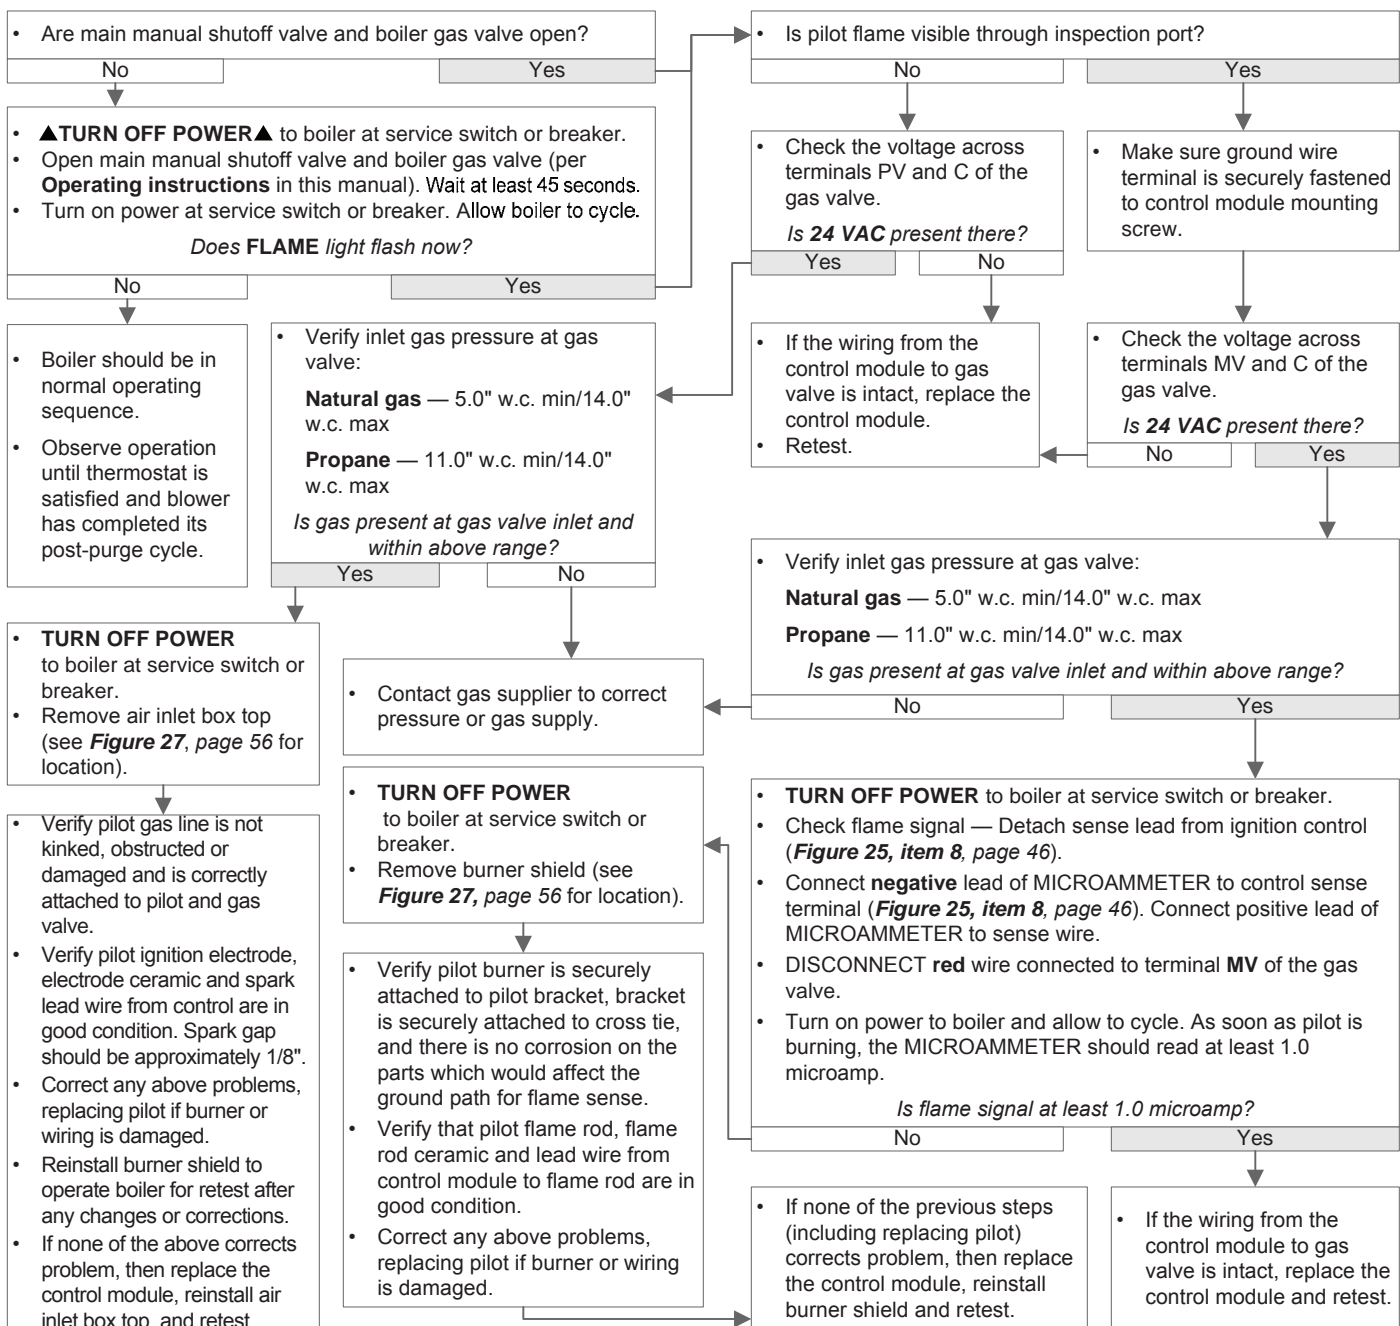 • Are main manual shutoff valve and boiler gas valve open?
No
Yes
• ▲TURN OFF POWER▲ to boiler at service switch or breaker.
• Open main manual shutoff valve and boiler gas valve (per
Operating instructions in this manual). Wait at least 45 seconds.
• Turn on power at service switch or breaker. Allow boiler to cycle.
Does FLAME light flash now?
No
Yes
• Boiler should be in
normal operating
sequence.
• Observe operation
until thermostat is
satisfied and blower
has completed its
post-purge cycle.
• Verify inlet gas pressure at gas
valve:
Natural gas — 5.0" w.c. min/14.0"
w.c. max
Propane — 11.0" w.c. min/14.0"
w.c. max
Is gas present at gas valve inlet and
within above range?
Yes
No
• TURN OFF POWER
to boiler at service switch or
breaker.
• Remove air inlet box top
(see Figure 27, page 56 for
location).
• Verify pilot gas line is not
kinked, obstructed or
damaged and is correctly
attached to pilot and gas
valve.
• Verify pilot ignition electrode,
electrode ceramic and spark
lead wire from control are in
good condition. Spark gap
should be approximately 1/8".
• Correct any above problems,
replacing pilot if burner or
wiring is damaged.
• Reinstall burner shield to
operate boiler for retest after
any changes or corrections.
• If none of the above corrects
problem, then replace the
control module, reinstall air
inlet box top, and retest
• Contact gas supplier to correct
pressure or gas supply.
• TURN OFF POWER
to boiler at service switch or
breaker.
• Remove burner shield (see
Figure 27, page 56 for location).
• Verify pilot burner is securely
attached to pilot bracket, bracket
is securely attached to cross tie,
and there is no corrosion on the
parts which would affect the
ground path for flame sense.
• Verify that pilot flame rod, flame
rod ceramic and lead wire from
control module to flame rod are in
good condition.
• Correct any above problems,
replacing pilot if burner or wiring
is damaged.
• Is pilot flame visible through inspection port?
No
Yes
• Check the voltage across
terminals PV and C of the
gas valve.
Is 24 VAC present there?
Yes
No
• If the wiring from the
control module to gas
valve is intact, replace the
control module.
• Retest.
• Make sure ground wire
terminal is securely fastened
to control module mounting
screw.
• Check the voltage across
terminals MV and C of the
gas valve.
Is 24 VAC present there?
No
Yes
• Verify inlet gas pressure at gas valve:
Natural gas — 5.0" w.c. min/14.0" w.c. max
Propane — 11.0" w.c. min/14.0" w.c. max
Is gas present at gas valve inlet and within above range?
No
Yes
• TURN OFF POWER to boiler at service switch or breaker.
• Check flame signal — Detach sense lead from ignition control
(Figure 25, item 8, page 46).
• Connect negative lead of MICROAMMETER to control sense
terminal (Figure 25, item 8, page 46). Connect positive lead of
MICROAMMETER to sense wire.
• DISCONNECT red wire connected to terminal MV of the gas
valve.
• Turn on power to boiler and allow to cycle. As soon as pilot is
burning, the MICROAMMETER should read at least 1.0
microamp.
Is flame signal at least 1.0 microamp?
No
Yes
• If none of the previous steps
(including replacing pilot)
corrects problem, then replace
the control module, reinstall
burner shield and retest.
• If the wiring from the
control module to gas
valve is intact, replace the
control module and retest.